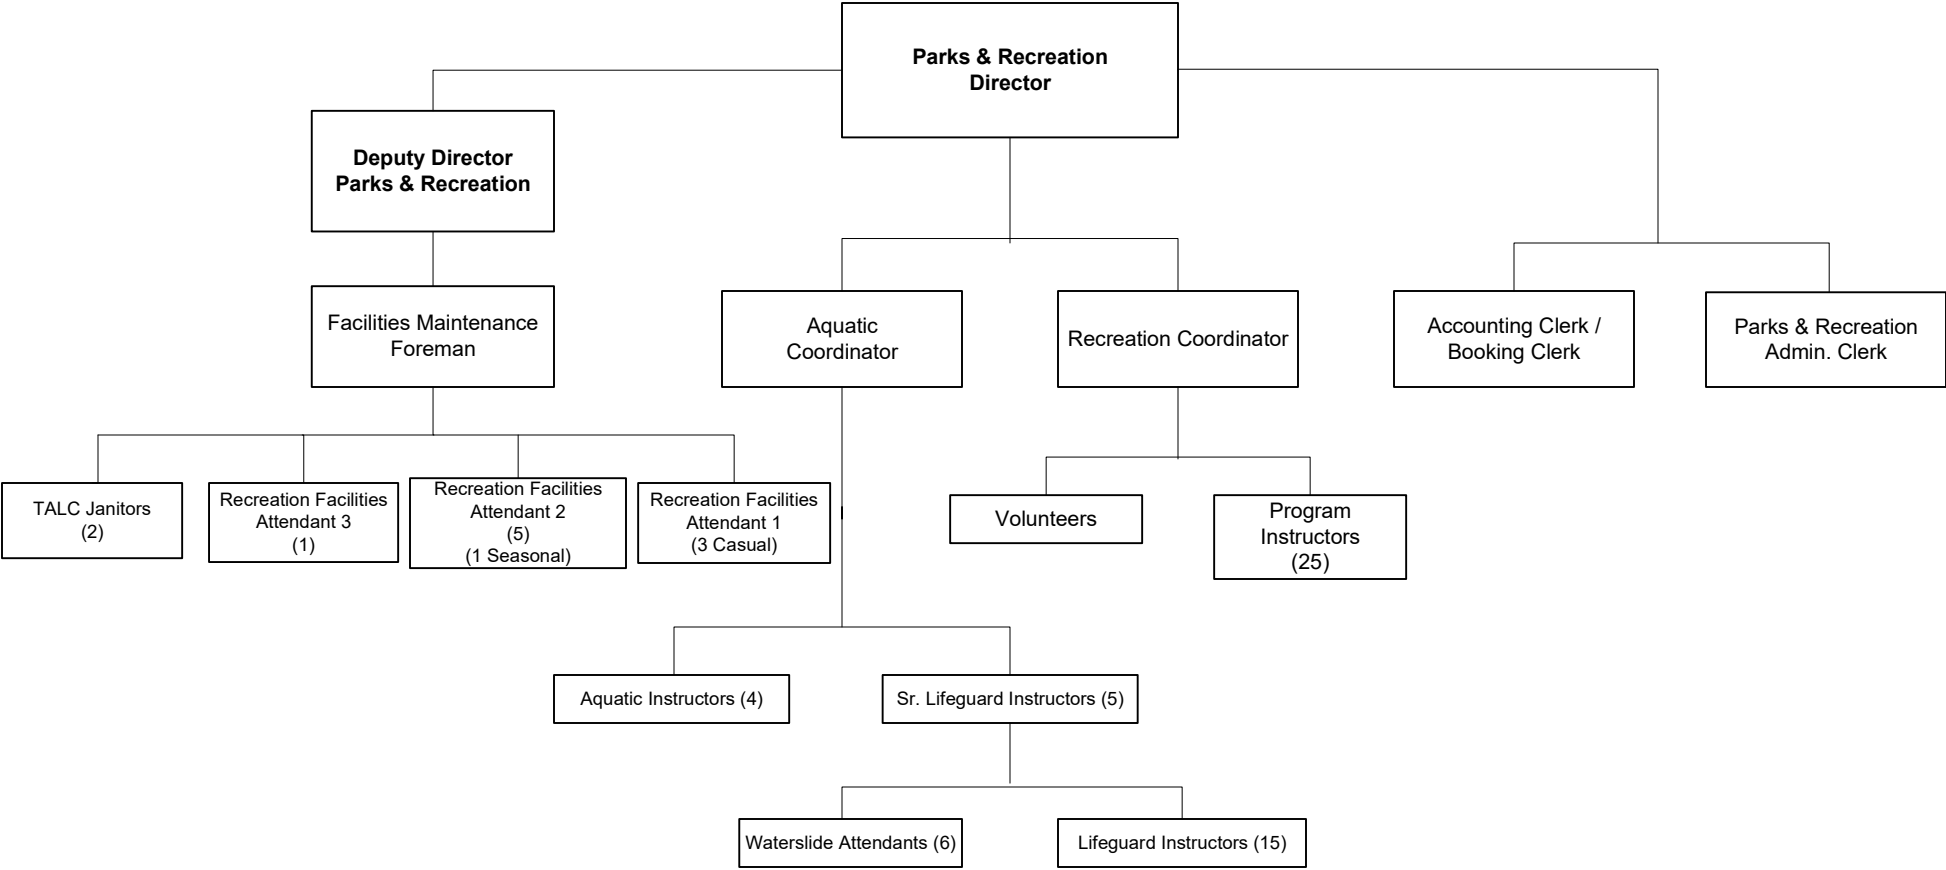 Parks & Recreation
Director
Deputy Director
Parks & Recreation
Facilities Maintenance
Foreman
Aquatic
Coordinator
Recreation Coordinator
Accounting Clerk /
Booking Clerk
Parks & Recreation
Admin. Clerk
TALC Janitors
(2)
Recreation Facilities
Attendant 3
(1)
Recreation Facilities
Attendant 2
(5)
(1 Seasonal)
Recreation Facilities
Attendant 1
(3 Casual)
Volunteers
Program
Instructors
(25)
Aquatic Instructors (4)
Sr. Lifeguard Instructors (5)
Waterslide Attendants (6)
Lifeguard Instructors (15)